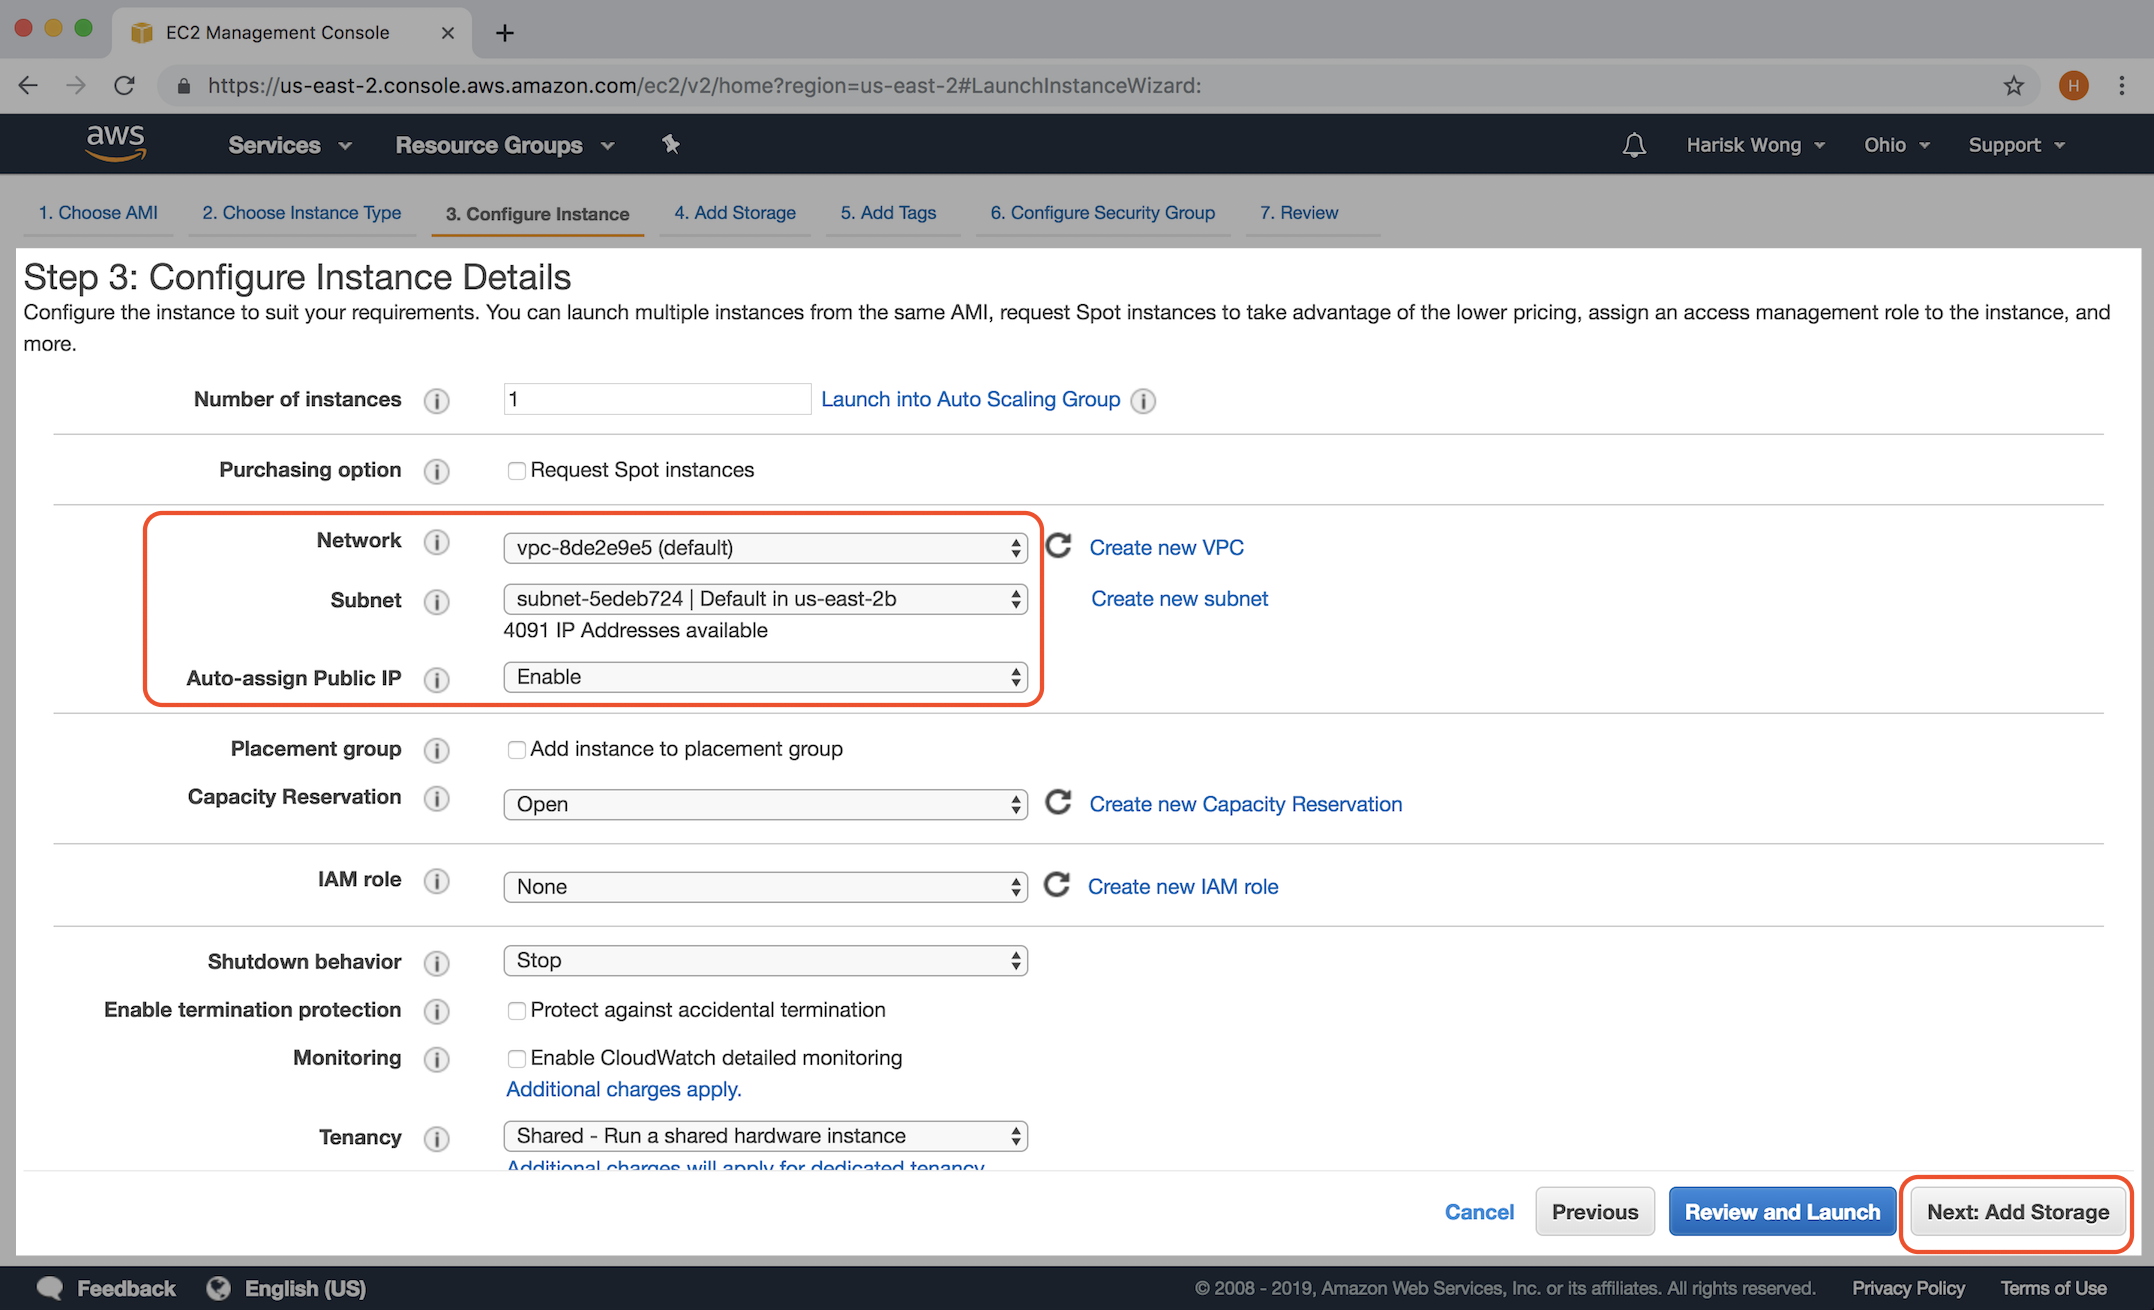 EC2 Management Console
https://us-east-2.console.aws.amazon.com/ec2/v2/home?region=us-east-2#LaunchInstanceWizard:
H
aws
Services
Resource Groups
Harisk Wong
Ohio
Support
1. Choose AMI
2. Choose Instance Type
3. Configure Instance
4. Add Storage
5. Add Tags
6. Configure Security Group
7. Review
Step 3: Configure Instance Details
Configure the instance to suit your requirements. You can launch multiple instances from the same AMI, request Spot instances to take advantage of the lower pricing, assign an access management role to the instance, and
more.
Number of instances
1
Launch into Auto Scaling Group
Purchasing option
Request Spot instances
Network
vpc-8de2e9e5 (default)
Create new VPC
Subnet
subnet-5edeb724 | Default in us-east-2b
Create new subnet
4091 IP Addresses available
Auto-assign Public IP
Enable
Placement group
Add instance to placement group
Capacity Reservation
Open
Create new Capacity Reservation
IAM role
None
Create new IAM role
Shutdown behavior
Stop
Enable termination protection
Protect against accidental termination
Monitoring
Enable CloudWatch detailed monitoring
Additional charges apply.
Tenancy
Shared - Run a shared hardware instance
Additional charges will apply for dedicated tenancy
Cancel
Previous
Review and Launch
Next: Add Storage
Feedback
English (US)
© 2008 - 2019, Amazon Web Services, Inc. or its affiliates. All rights reserved.
Privacy Policy
Terms of Use